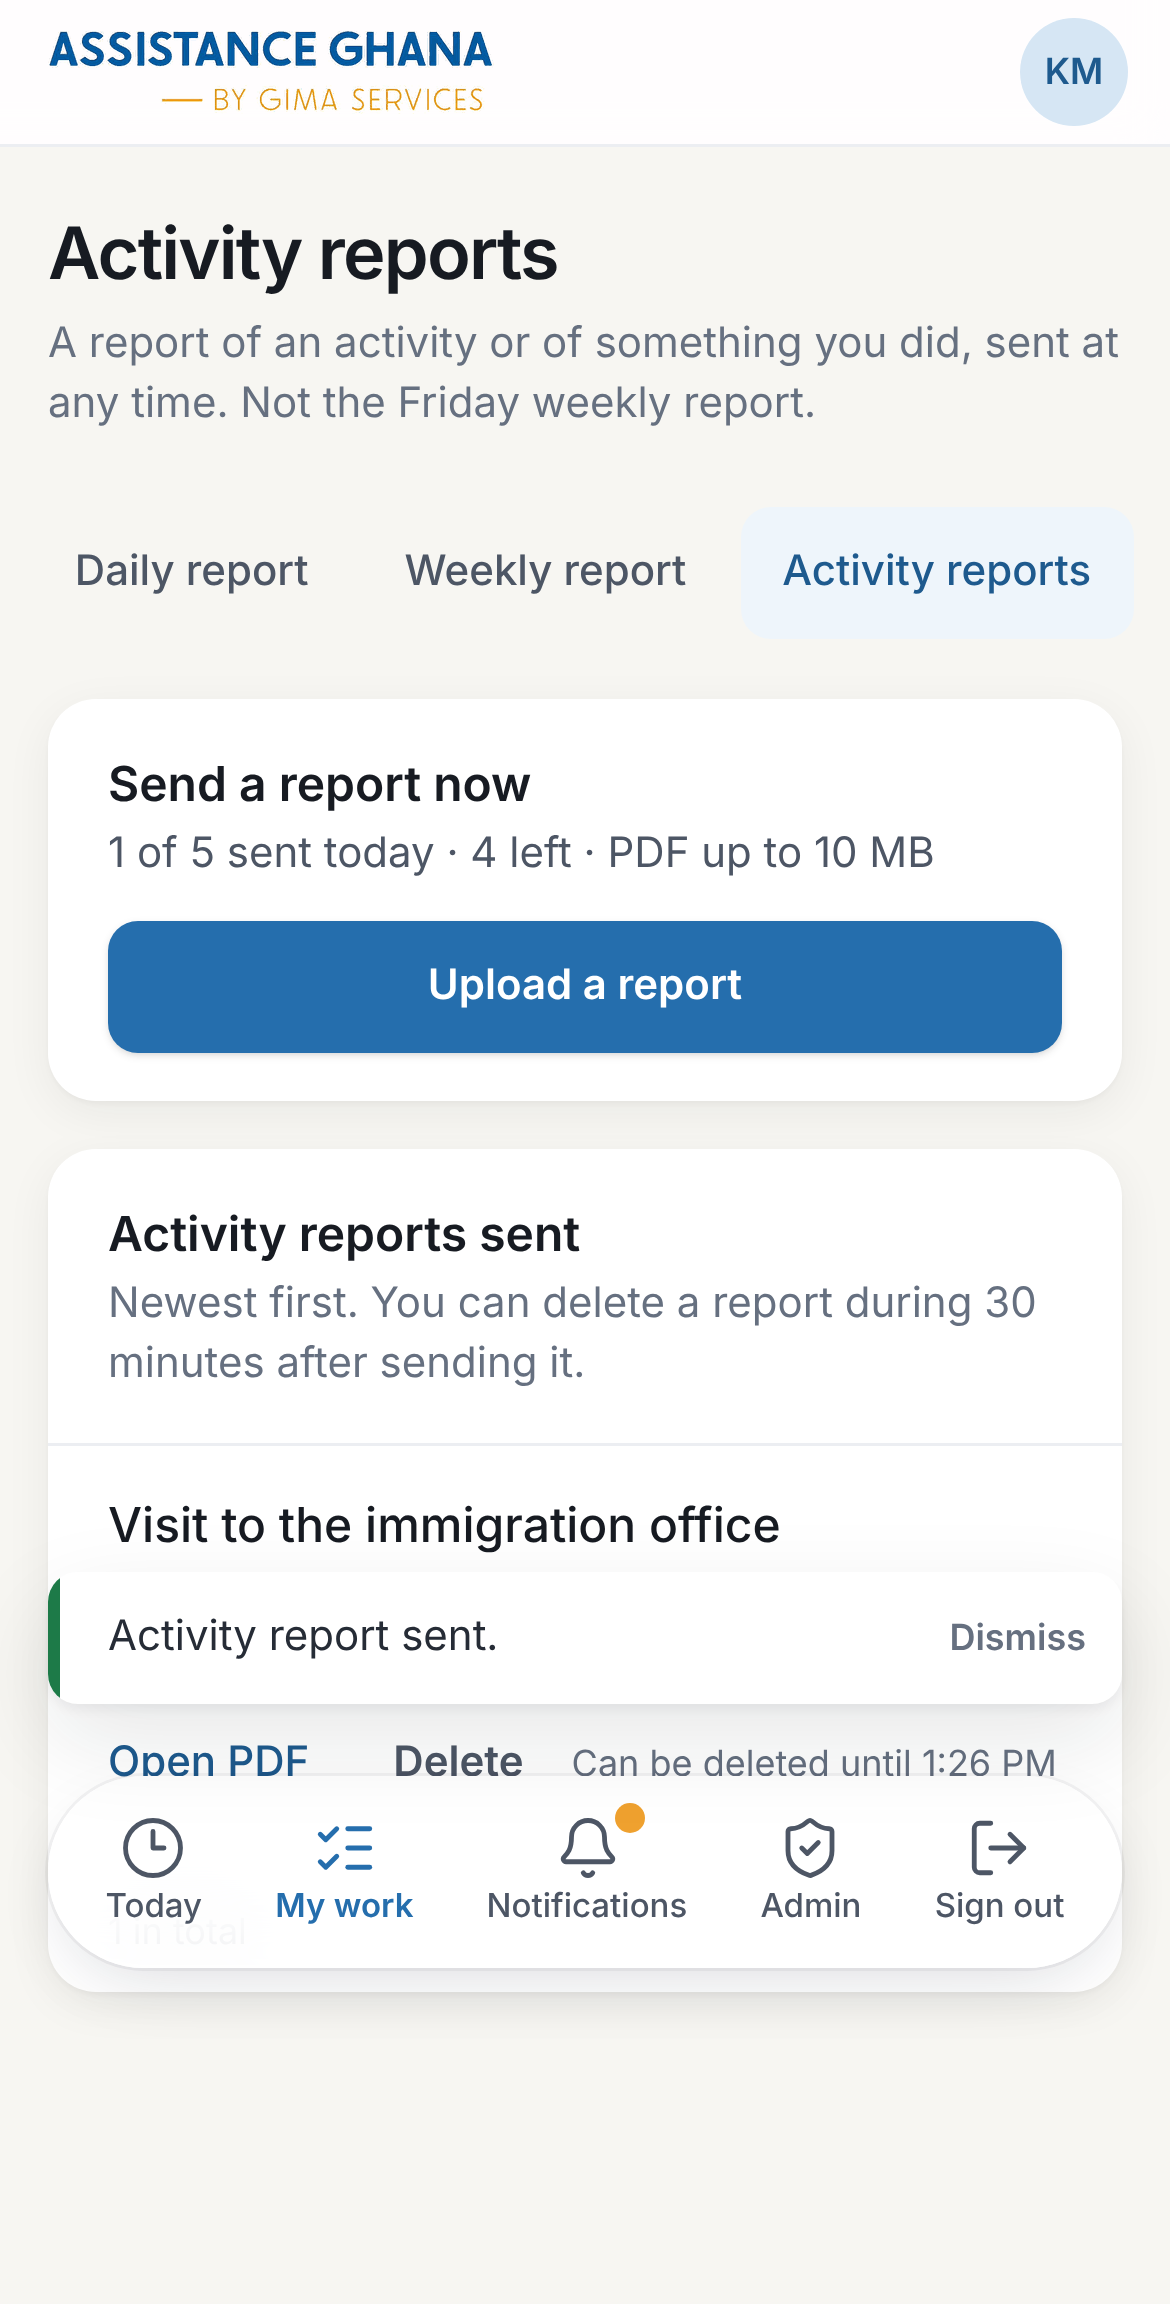 ASSISTANCE GHANA
BY GIMA SERVICES
KM
Activity reports
A report of an activity or of something you did, sent at
any time. Not the Friday weekly report.
Daily report
Weekly report
Activity reports
Send a report now
1 of 5 sent today · 4 left · PDF up to 10 MB
Upload a report
Activity reports sent
Newest first. You can delete a report during 30
minutes after sending it.
Visit to the immigration office
Activity report sent.
Dismiss
Open PDF
Delete
Can be deleted until 1:26 PM
Today
My work
Notifications
Admin
Sign out
1 in total